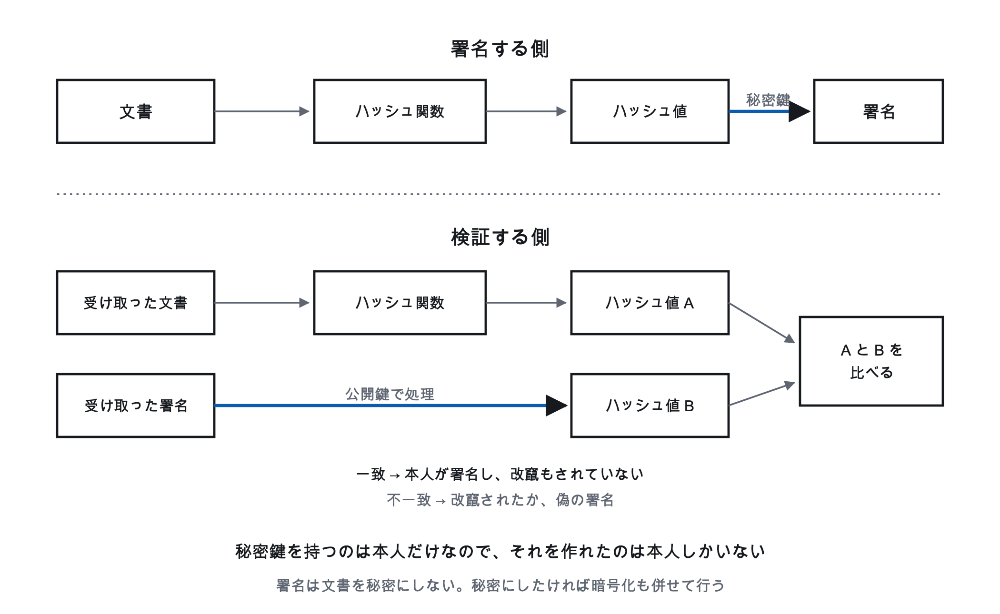 署名する側
文書
ハッシュ関数
ハッシュ値
秘密鍵
署名
検証する側
受け取った文書
ハッシュ関数
ハッシュ値 A
A と B を
比べる
受け取った署名
公開鍵で処理
ハッシュ値 B
一致→本人が署名し、改竄もされていない
不一致→改竄されたか、偽の署名
秘密鍵を持つのは本人だけなので、それを作れたのは本人しかいない
署名は文書を秘密にしない。秘密にしたければ暗号化も併せて行う